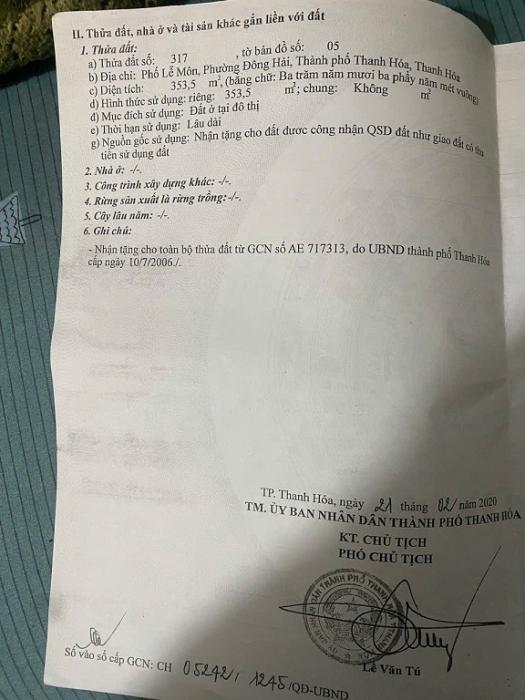 II. Thửa đất, nhà ở và tài sản khác gắn liền với đất
1. Thửa đất:
a) Thửa đất số: 317 , tờ bản đồ số: 05
b) Địa chỉ: Phố Lễ Môn, Phường Đông Hải, Thành phố Thanh Hóa, Thanh Hóa
c) Diện tích: 353,5 m², (bằng chữ: Ba trăm năm mươi ba phẩy năm mét vuông)
d) Hình thức sử dụng: riêng: 353,5 m²; chung: Không m²
đ) Mục đích sử dụng: Đất ở tại đô thị
e) Thời hạn sử dụng: Lâu dài
g) Nguồn gốc sử dụng: Nhận tặng cho đất được công nhận QSD đất như giao đất có thu
tiền sử dụng đất
2. Nhà ở: -/-.
3. Công trình xây dựng khác: -/-.
4. Rừng sản xuất là rừng trồng:-/-.
5. Cây lâu năm: -/-.
6. Ghi chú:
- Nhận tặng cho toàn bộ thửa đất từ GCN số AE 717313, do UBND thành phố Thanh Hóa
cấp ngày 10/7/2006./.
TP. Thanh Hóa, ngày 21 tháng 02 năm 2020
TM. ỦY BAN NHÂN DÂN THÀNH PHỐ THANH HÓA
KT. CHỦ TỊCH
PHÓ CHỦ TỊCH
Lê Văn Tú
Số vào sổ cấp GCN: CH 05242/ 1245/QĐ-UBND